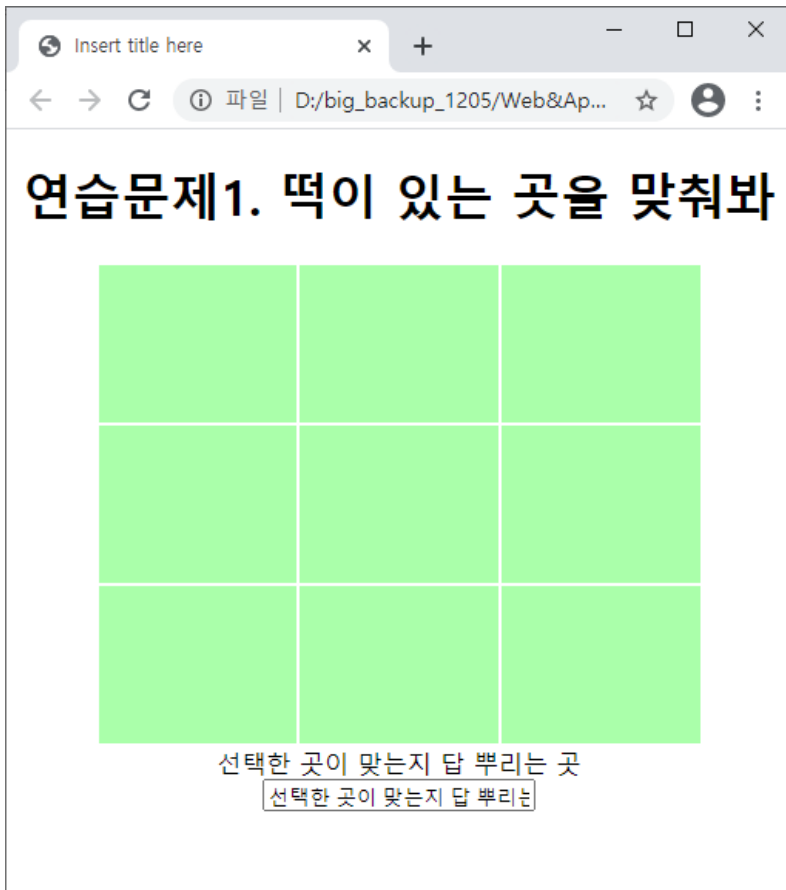 Insert title here
파일 D:/big_backup_1205/Web&Ap...
연습문제1. 떡이 있는 곳을 맞춰봐
선택한 곳이 맞는지 답 뿌리는 곳
선택한 곳이 맞는지 답 뿌리는